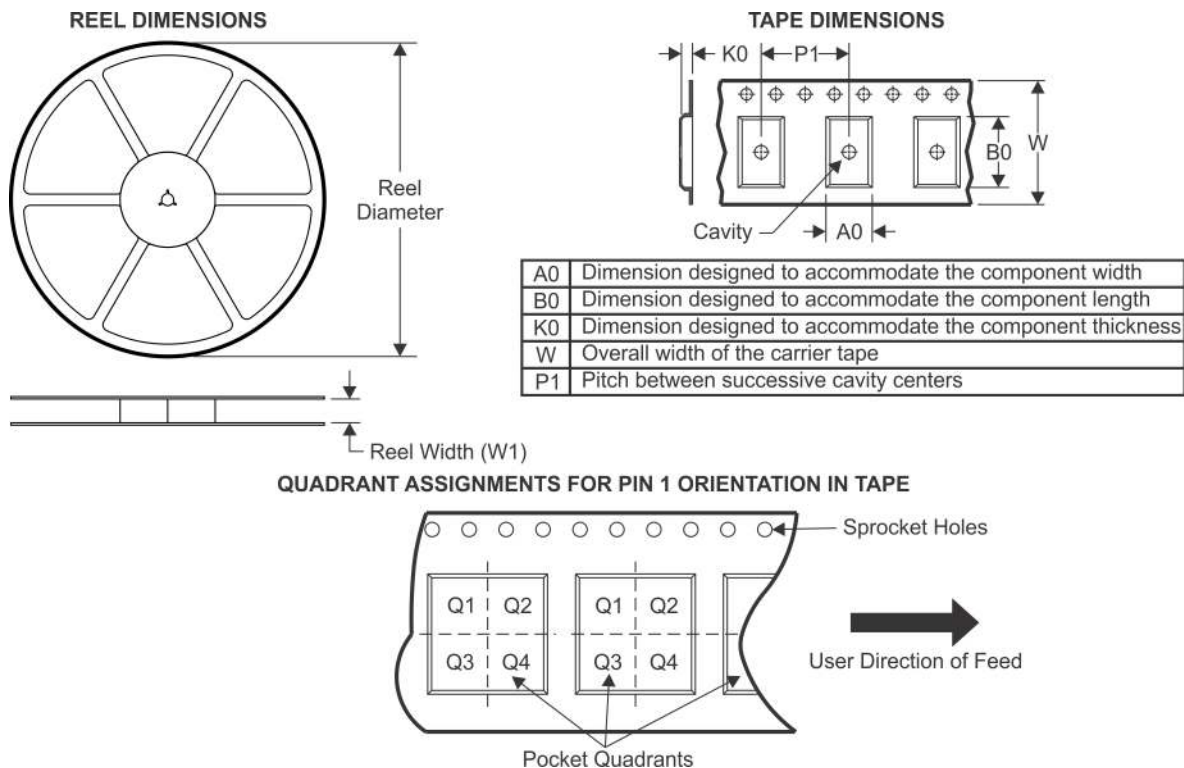 REEL DIMENSIONS
Reel
Diameter
Reel Width (W1)
TAPE DIMENSIONS
K0
P1
B0
W
Cavity
A0
A0 Dimension designed to accommodate the component width
B0 Dimension designed to accommodate the component length
K0 Dimension designed to accommodate the component thickness
W Overall width of the carrier tape
P1 Pitch between successive cavity centers
QUADRANT ASSIGNMENTS FOR PIN 1 ORIENTATION IN TAPE
Sprocket Holes
Q1 Q2 Q1 Q2
Q3 Q4 Q3 Q4
User Direction of Feed
Pocket Quadrants